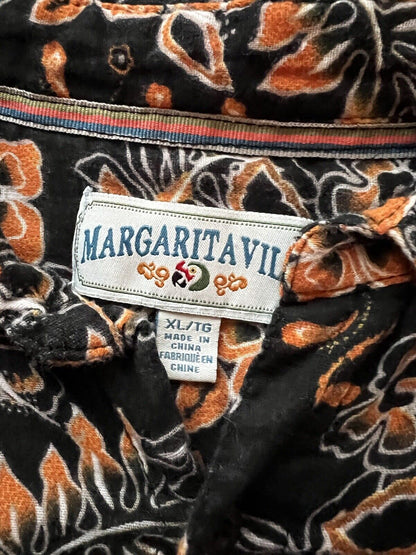 MARGARITAVIL
XL/TG
MADE IN
CHINA
FABRIQUÉ EN
CHINE